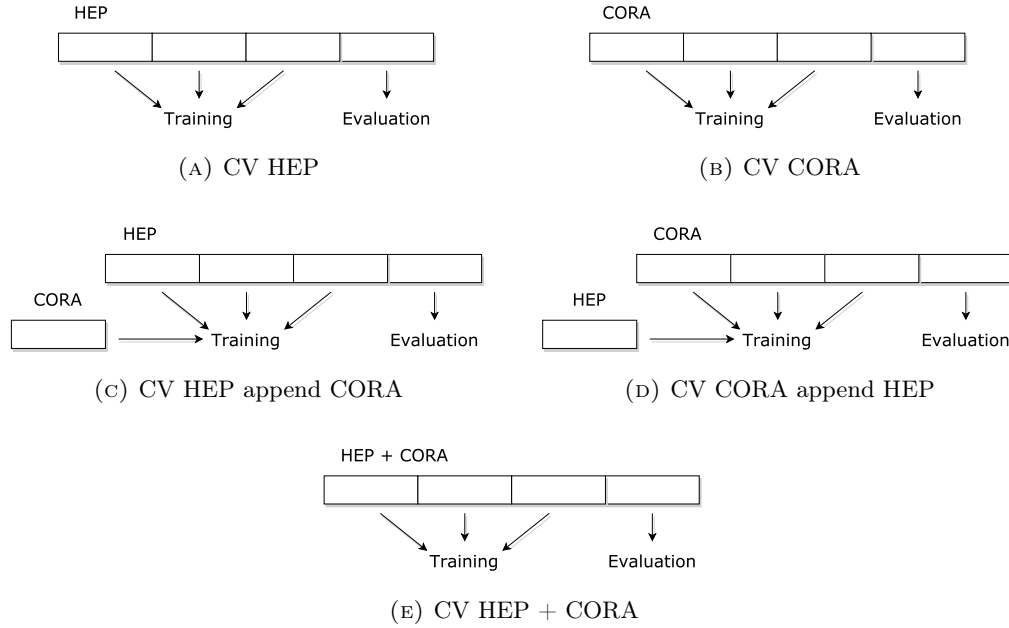 HEP
Training
Evaluation
(A) CV HEP
CORA
Training
Evaluation
(B) CV CORA
HEP
CORA
Training
Evaluation
(C) CV HEP append CORA
CORA
HEP
Training
Evaluation
(D) CV CORA append HEP
HEP + CORA
Training
Evaluation
(E) CV HEP + CORA